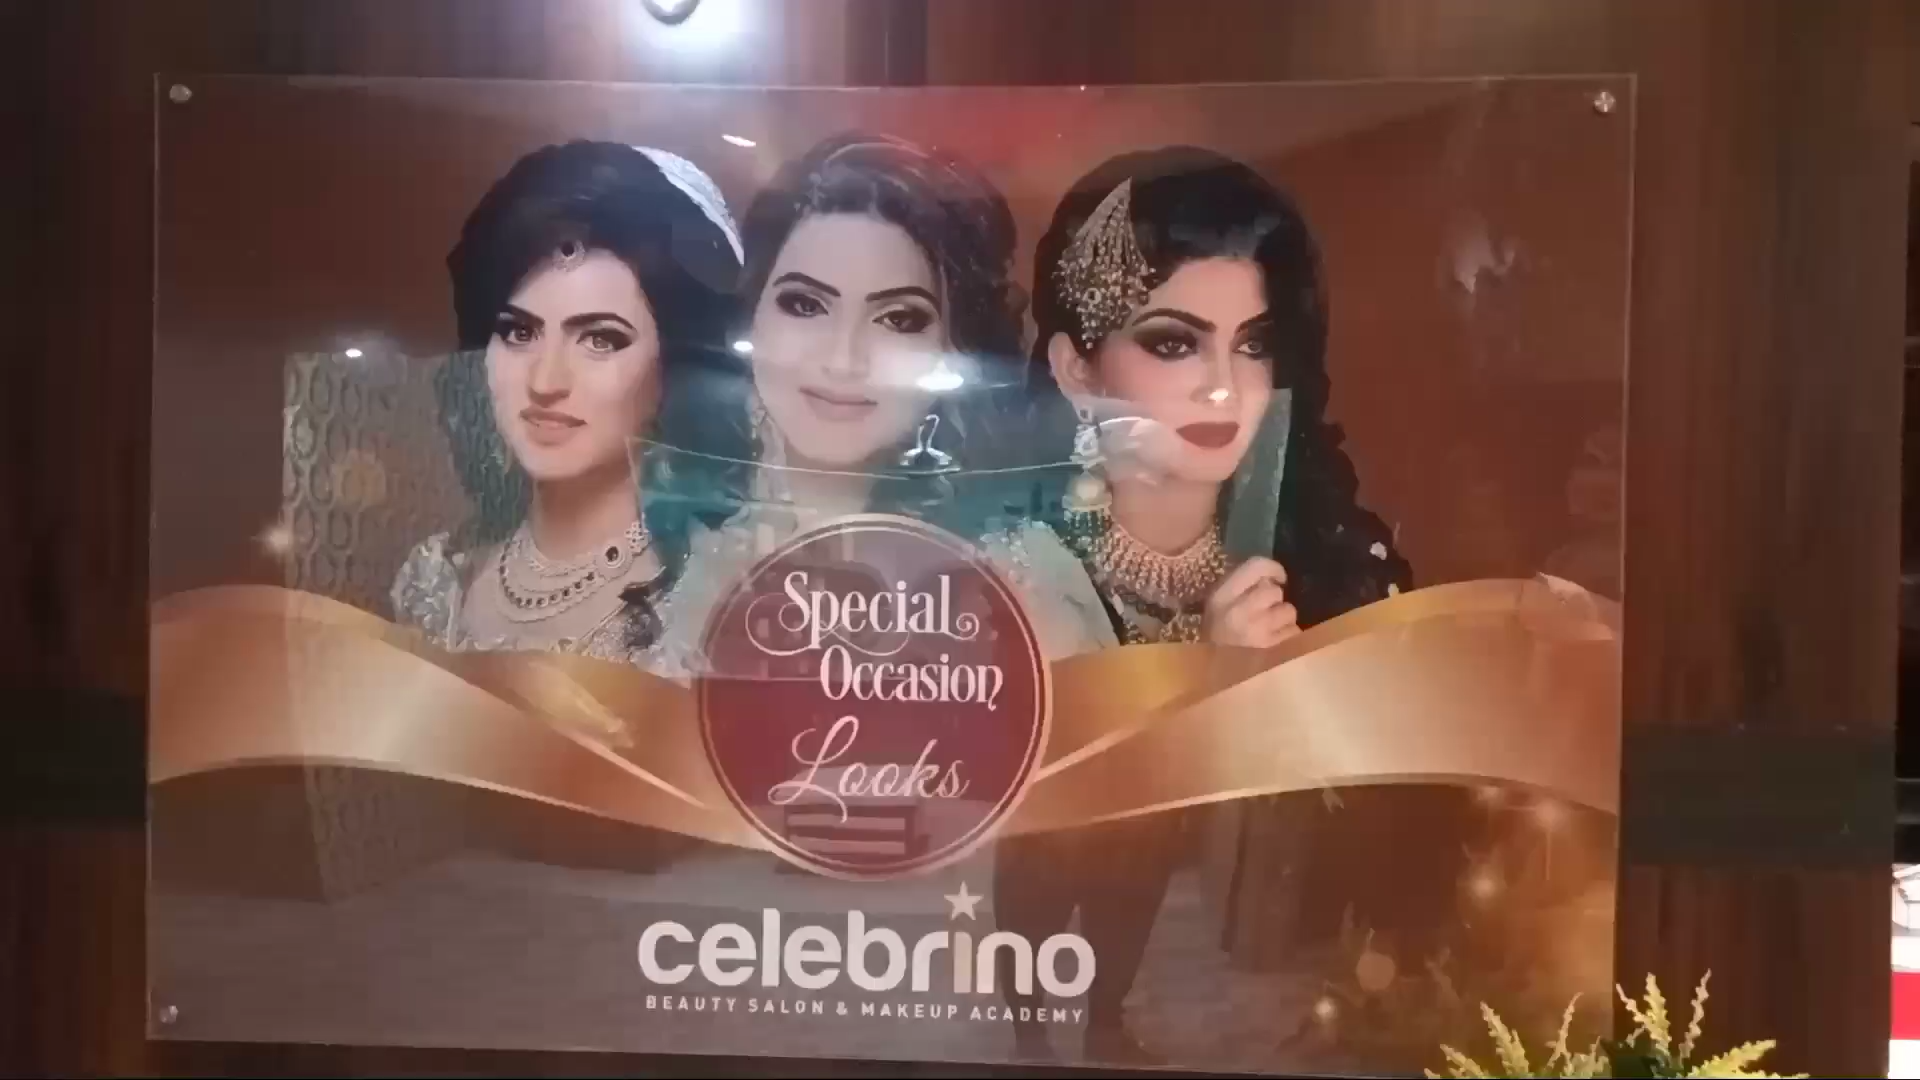 Special
Occasion
Looks
celebrino
BEAUTY SALON & MAKEUP ACADEMY